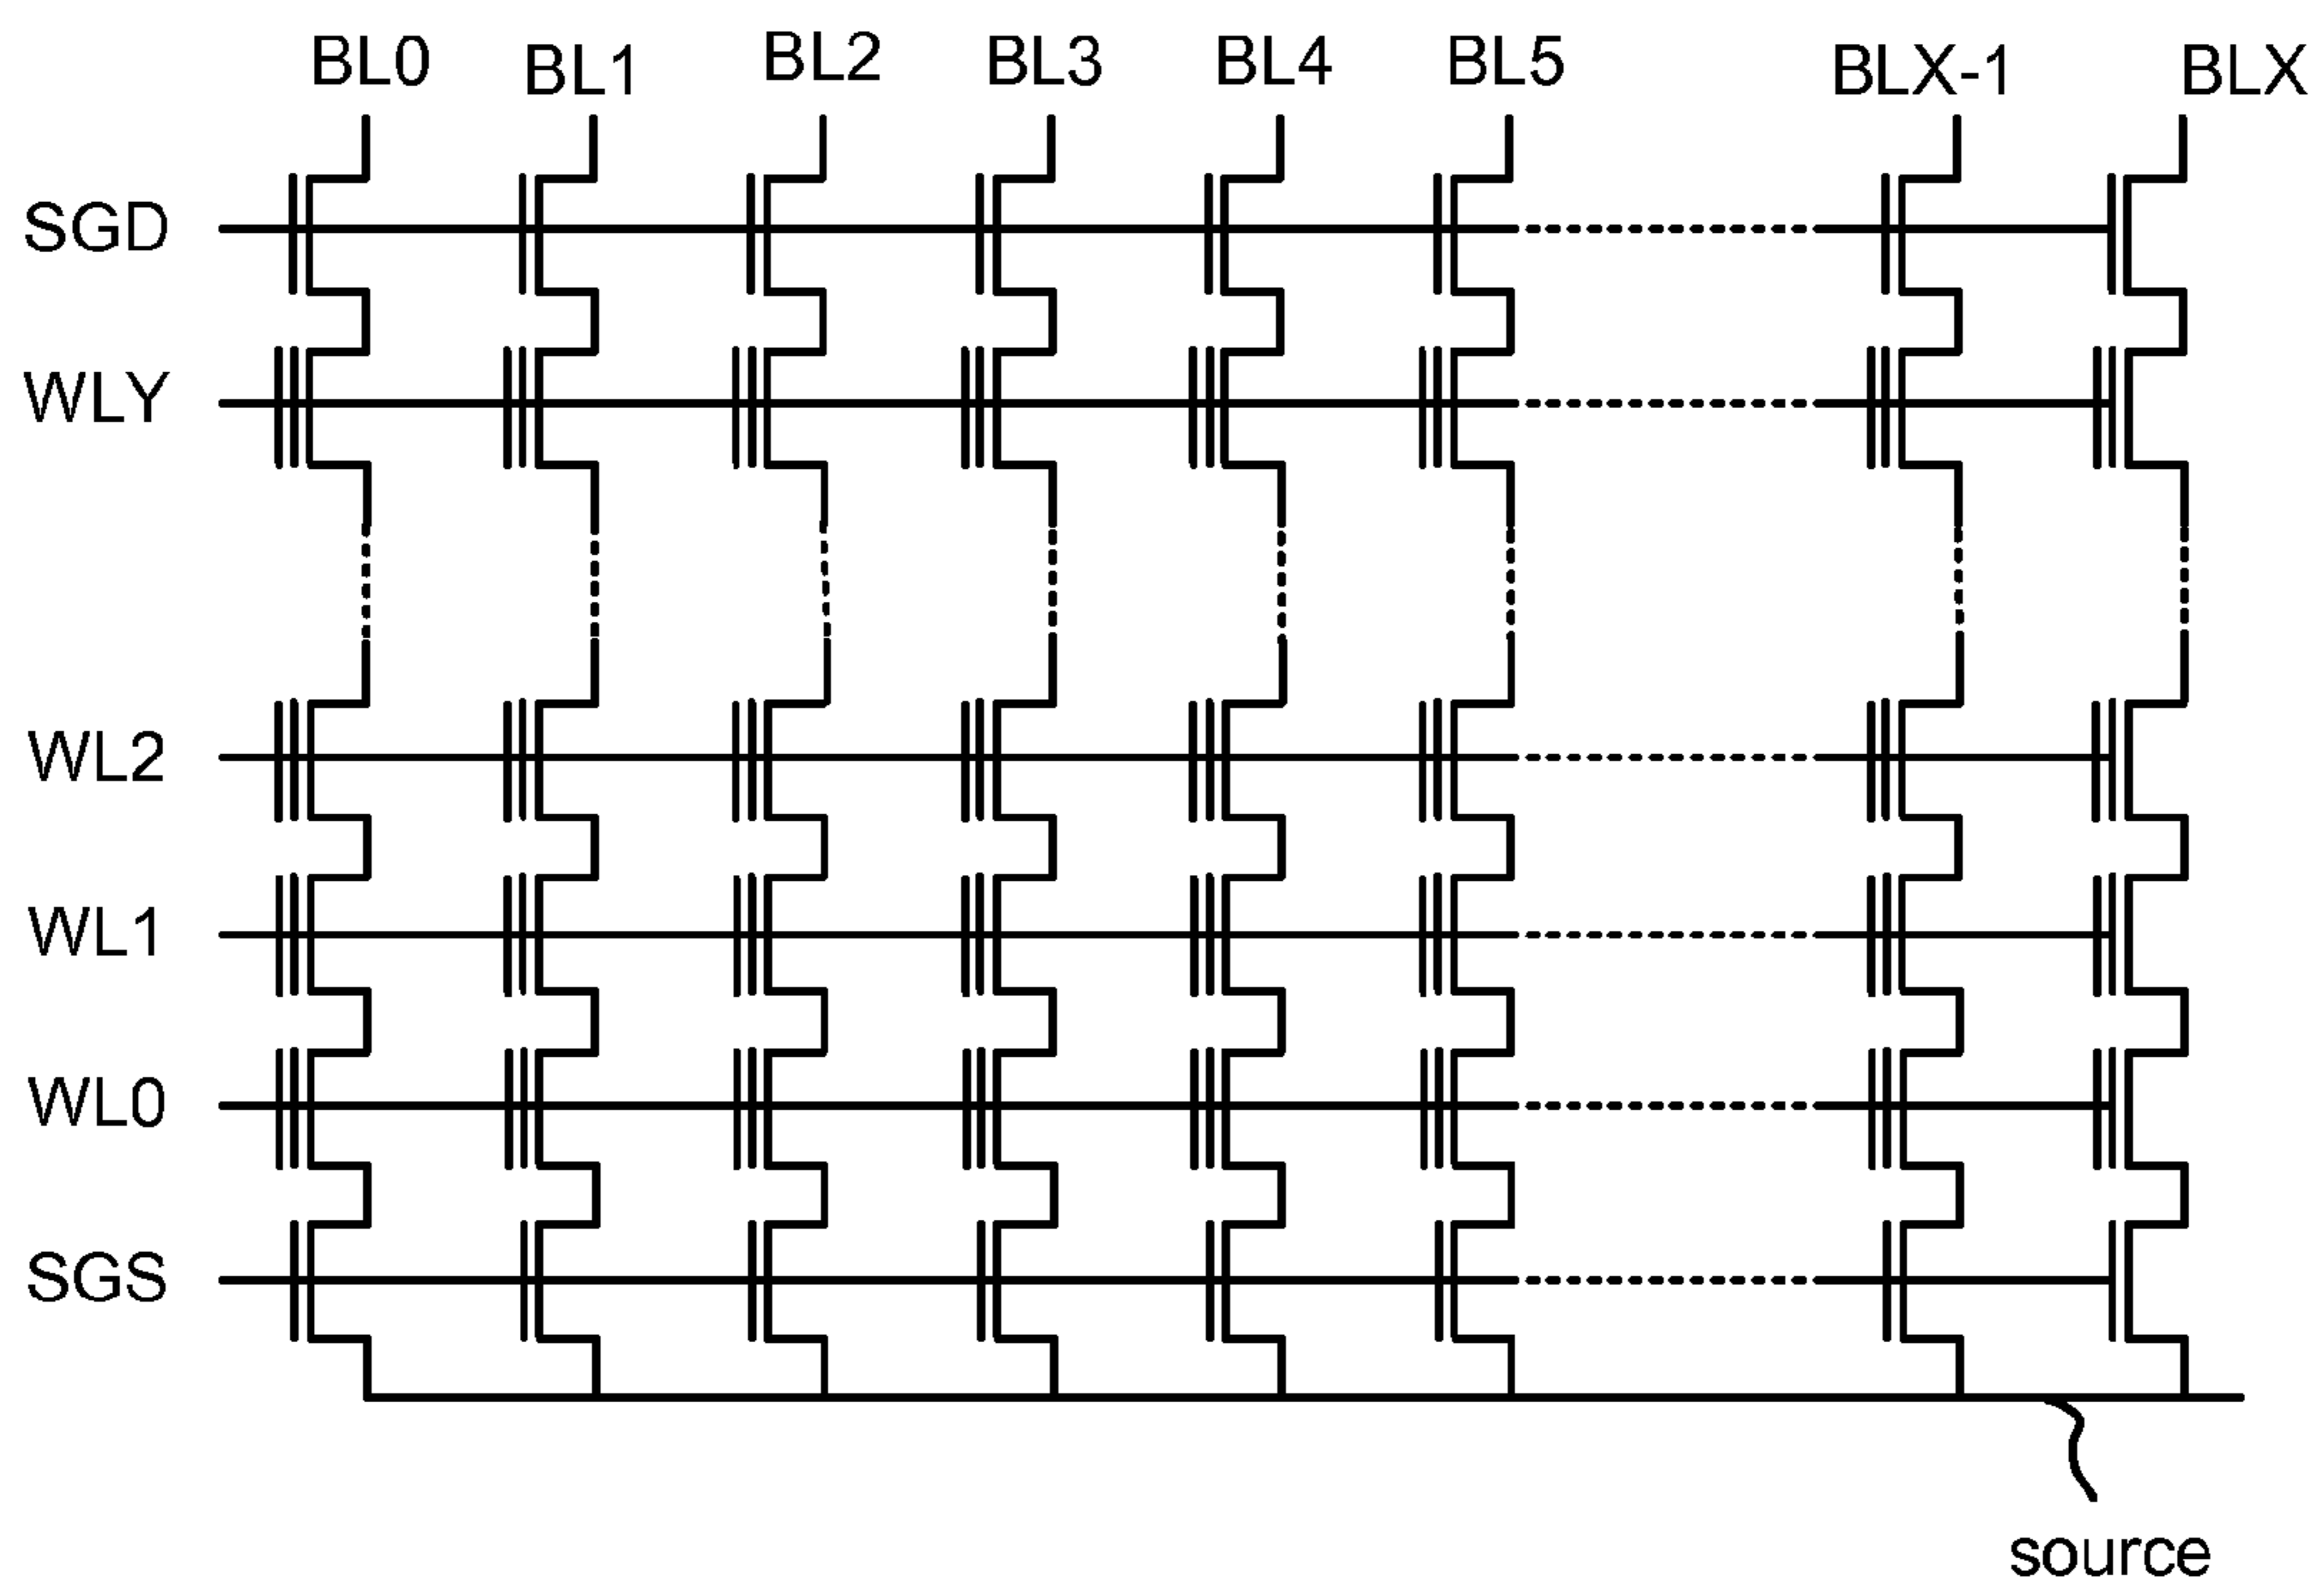 BL0 BL1 BL2 BL3 BL4 BL5 BLX-1 BLX
SGD
WLY
WL2
WL1
WL0
SGS
source